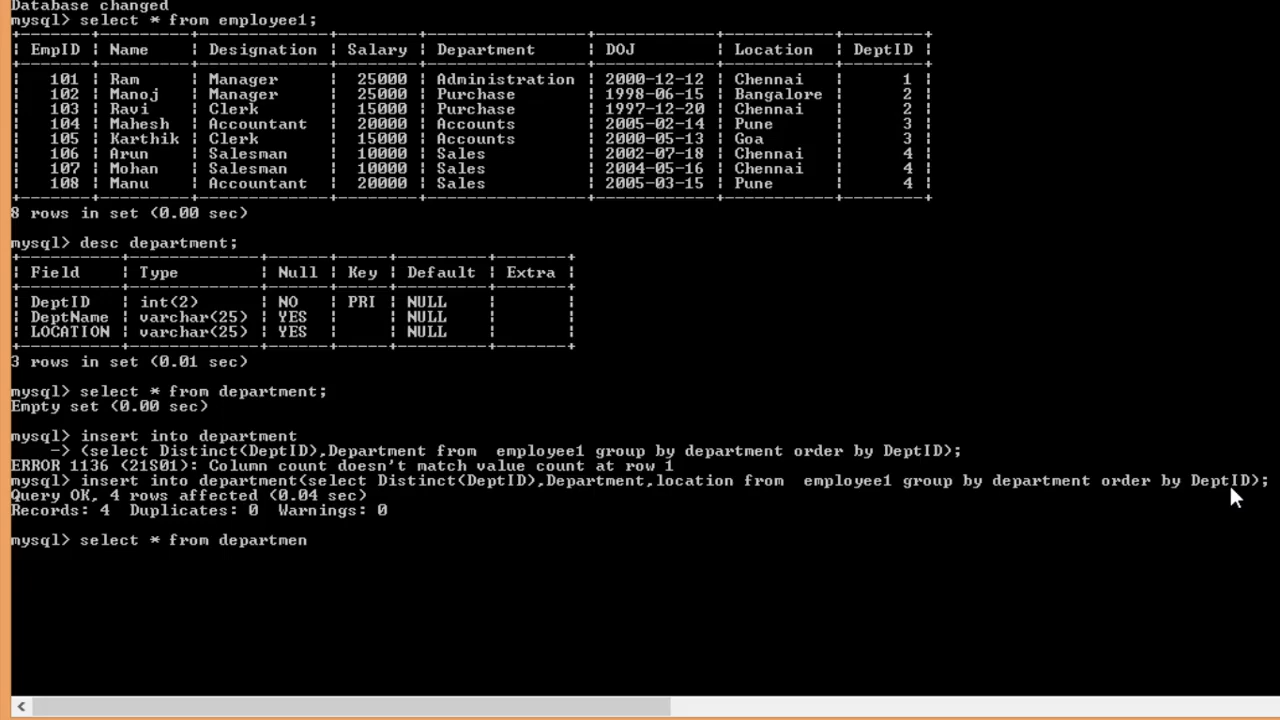 Database changed
mysql> select * from employee1;
+-------+---------+-------------+--------+----------------+------------+-----------+--------+
| EmpID | Name    | Designation | Salary | Department     | DOJ        | Location  | DeptID |
+-------+---------+-------------+--------+----------------+------------+-----------+--------+
|   101 | Ram     | Manager     |  25000 | Administration | 2000-12-12 | Chennai   |      1 |
|   102 | Manoj   | Manager     |  25000 | Purchase       | 1998-06-15 | Bangalore |      2 |
|   103 | Ravi    | Clerk       |  15000 | Purchase       | 1997-12-20 | Chennai   |      2 |
|   104 | Mahesh  | Accountant  |  20000 | Accounts       | 2005-02-14 | Pune      |      3 |
|   105 | Karthik | Clerk       |  15000 | Accounts       | 2000-05-13 | Goa       |      3 |
|   106 | Arun    | Salesman    |  10000 | Sales          | 2002-07-18 | Chennai   |      4 |
|   107 | Mohan   | Salesman    |  10000 | Sales          | 2004-05-16 | Chennai   |      4 |
|   108 | Manu    | Accountant  |  20000 | Sales          | 2005-03-15 | Pune      |      4 |
+-------+---------+-------------+--------+----------------+------------+-----------+--------+
8 rows in set (0.00 sec)
mysql> desc department;
+----------+-------------+------+-----+---------+-------+
| Field    | Type        | Null | Key | Default | Extra |
+----------+-------------+------+-----+---------+-------+
| DeptID   | int(2)      | NO   | PRI | NULL    |       |
| DeptName | varchar(25) | YES  |     | NULL    |       |
| LOCATION | varchar(25) | YES  |     | NULL    |       |
+----------+-------------+------+-----+---------+-------+
3 rows in set (0.01 sec)
mysql> select * from department;
Empty set (0.00 sec)
mysql> insert into department
    -> (select Distinct(DeptID),Department from  employee1 group by department order by DeptID);
ERROR 1136 (21S01): Column count doesn't match value count at row 1
mysql> insert into department(select Distinct(DeptID),Department,location from  employee1 group by department order by DeptID);
Query OK, 4 rows affected (0.04 sec)
Records: 4  Duplicates: 0  Warnings: 0
mysql> select * from departmen